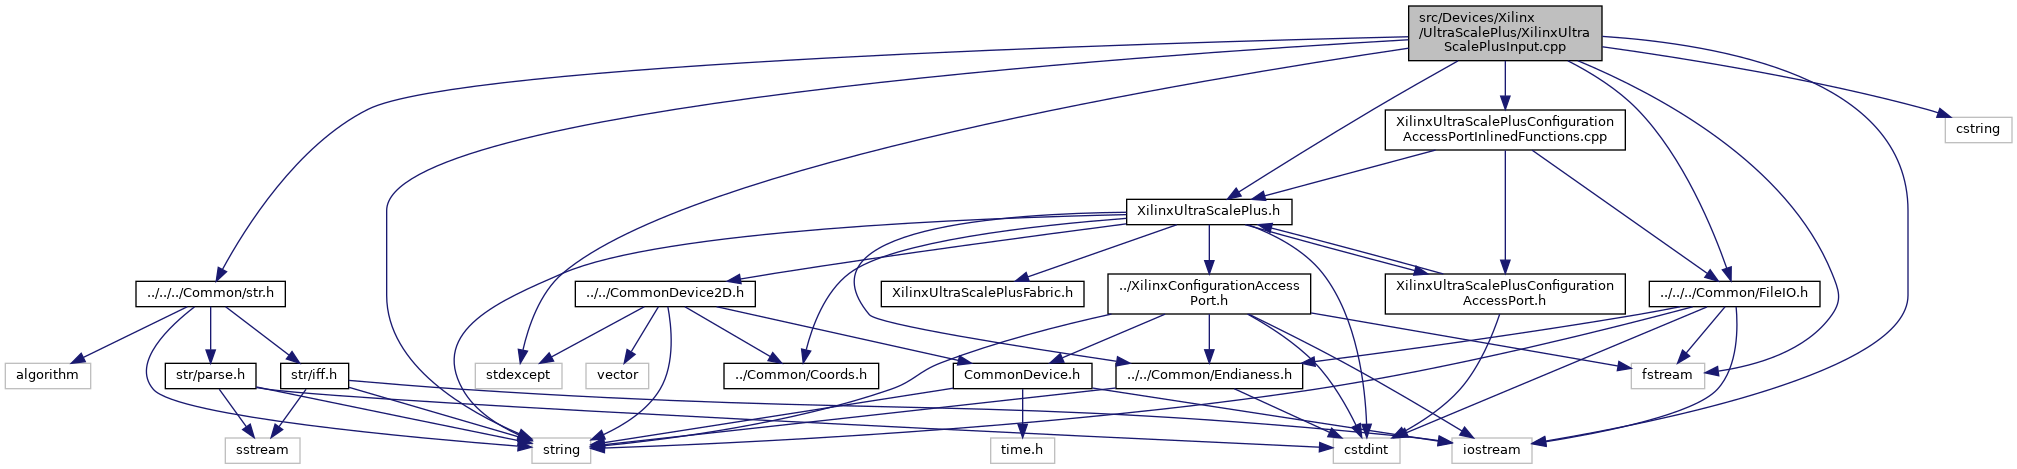 src/Devices/Xilinx
/UltraScalePlus/XilinxUltra
ScalePlusInput.cpp
XilinxUltraScalePlusConfiguration
AccessPortInlinedFunctions.cpp
cstring
XilinxUltraScalePlus.h
../../../Common/str.h
../../CommonDevice2D.h
XilinxUltraScalePlusFabric.h
../XilinxConfigurationAccess
Port.h
XilinxUltraScalePlusConfiguration
AccessPort.h
../../../Common/FileIO.h
algorithm
str/parse.h
str/iff.h
stdexcept
vector
../Common/Coords.h
CommonDevice.h
../../Common/Endianess.h
fstream
sstream
string
time.h
cstdint
iostream